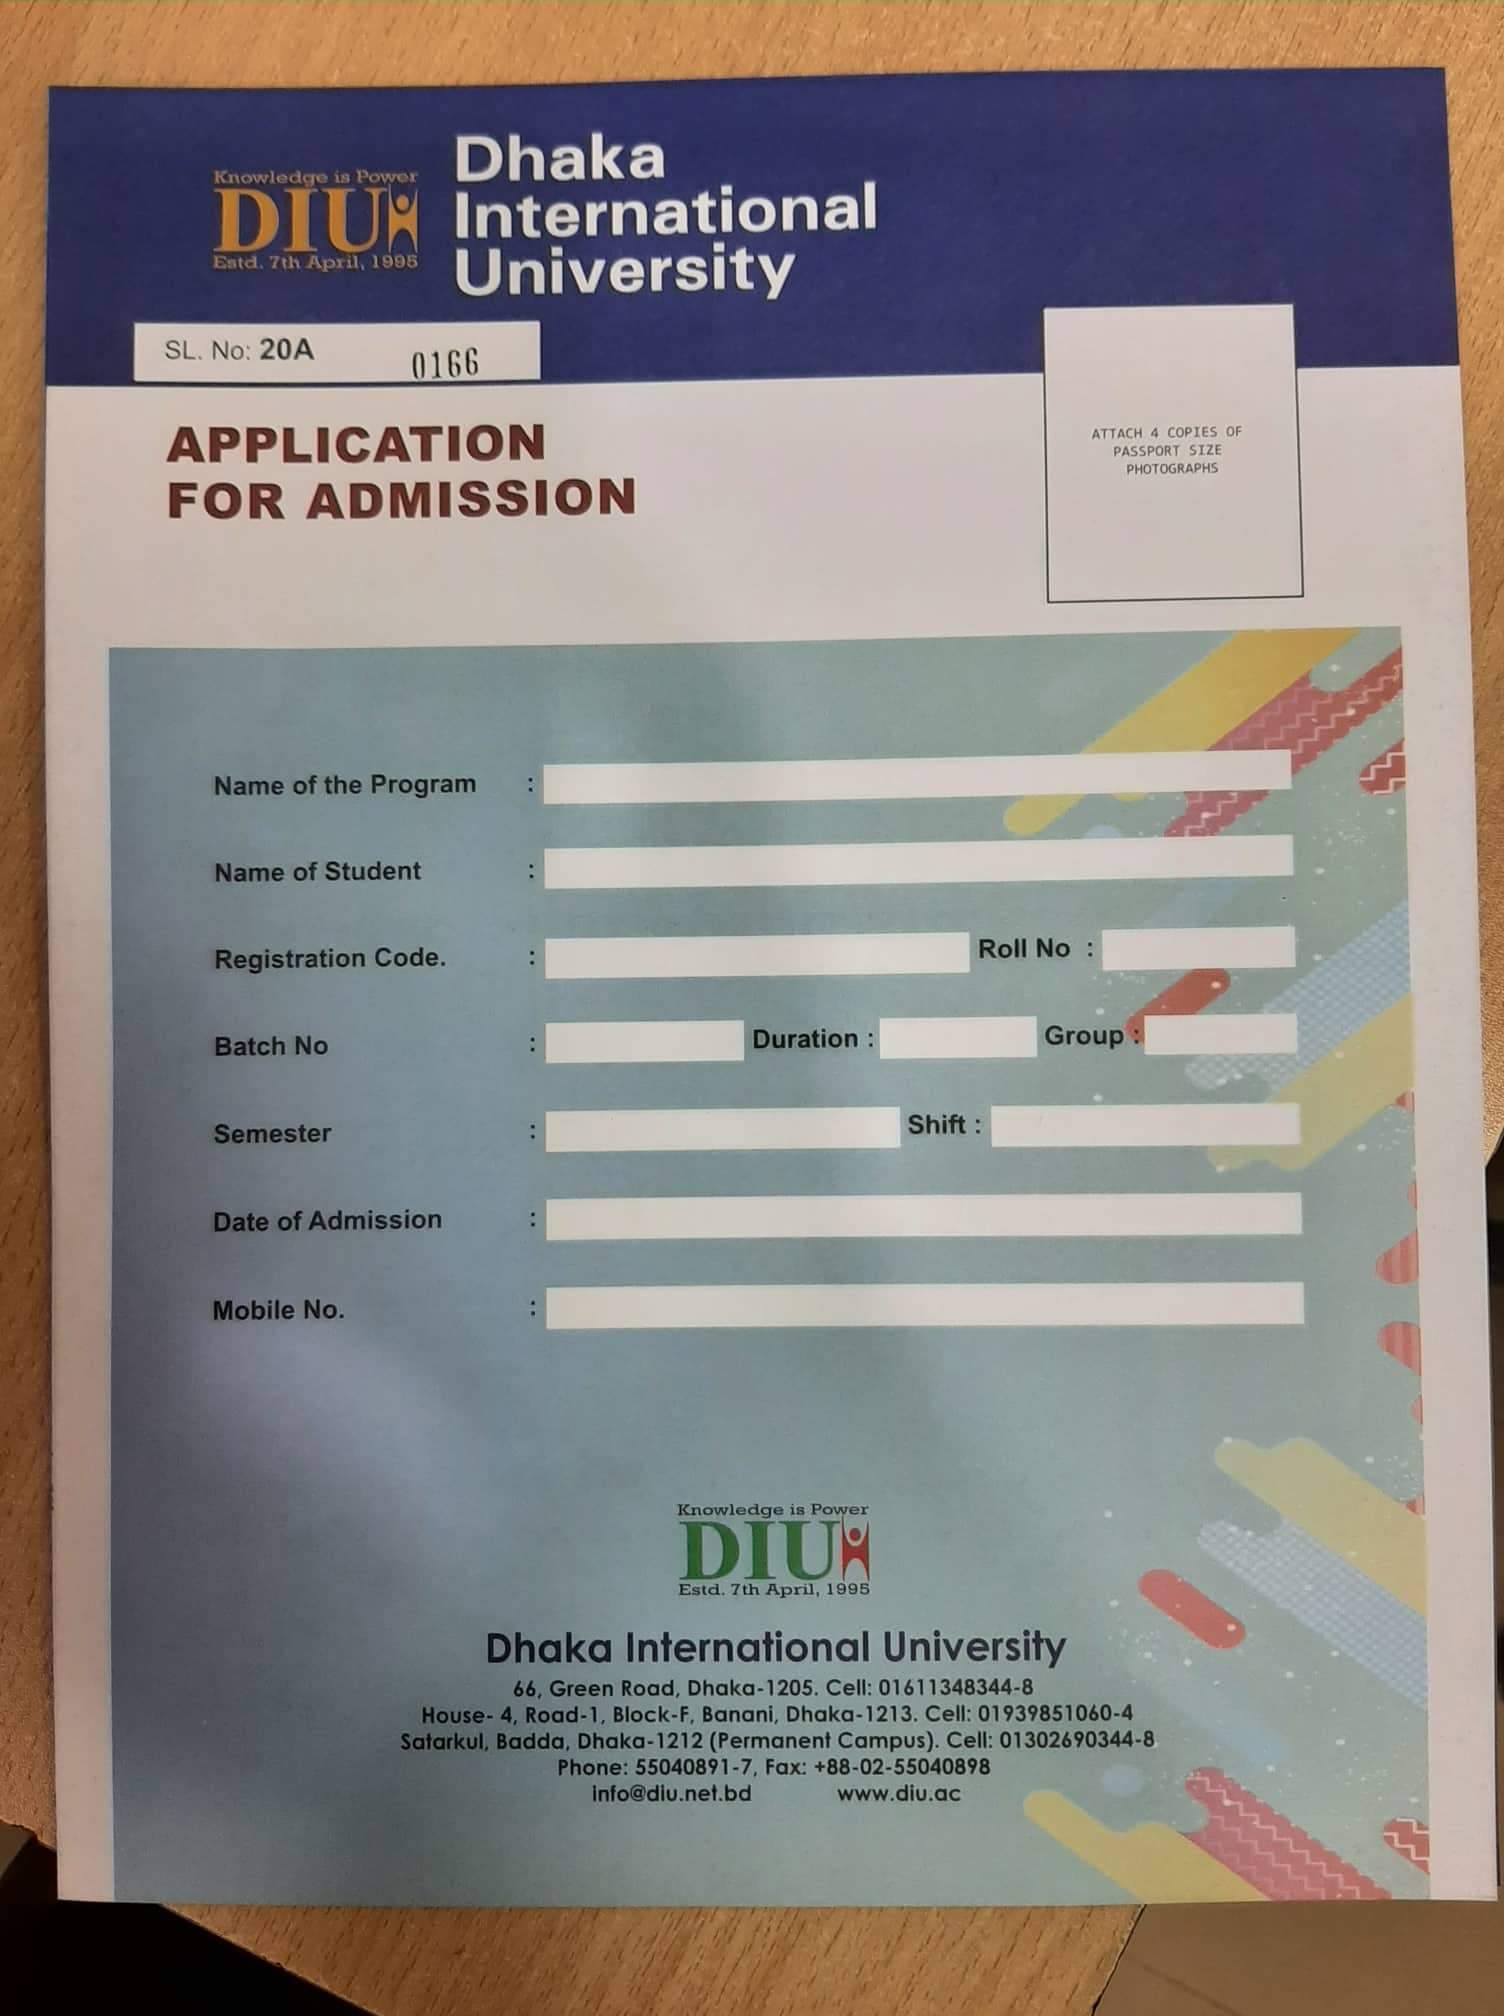 Knowledge is Power
DIU
Estd. 7th April, 1995
Dhaka
International
University
SL. No: 20A 0166
ATTACH 4 COPIES OF
PASSPORT SIZE
PHOTOGRAPHS
APPLICATION
FOR ADMISSION
Name of the Program :
Name of Student :
Registration Code. : Roll No :
Batch No : Duration : Group :
Semester : Shift :
Date of Admission :
Mobile No. :
Knowledge is Power
DIU
Estd. 7th April, 1995
Dhaka International University
66, Green Road, Dhaka-1205. Cell: 01611348344-8
House- 4, Road-1, Block-F, Banani, Dhaka-1213. Cell: 01939851060-4
Satarkul, Badda, Dhaka-1212 (Permanent Campus). Cell: 01302690344-8
Phone: 55040891-7, Fax: +88-02-55040898
info@diu.net.bd www.diu.ac